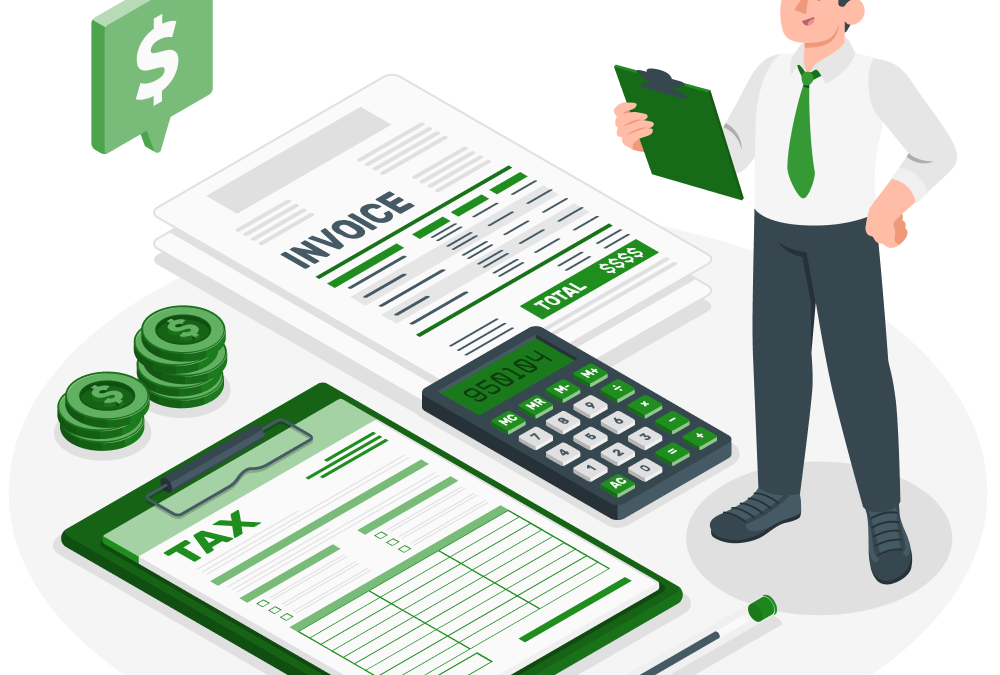 $
INVOICE
TOTAL $$$$
950104
MC MR M- M+
7 8 9 ÷
4 5 6 ×
1 2 3 -
AC 0 = +
$
$
TAX